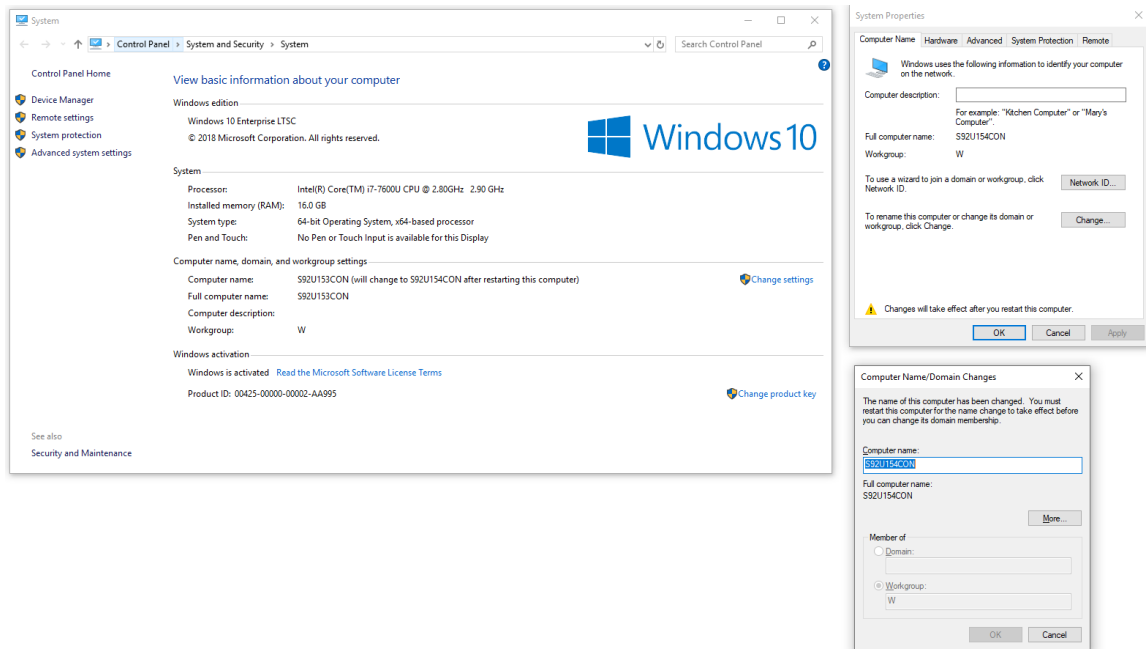 System
Control Panel > System and Security > System
Search Control Panel
Control Panel Home
Device Manager
Remote settings
System protection
Advanced system settings
See also
Security and Maintenance
View basic information about your computer
Windows edition
Windows 10 Enterprise LTSC
© 2018 Microsoft Corporation. All rights reserved.
Windows 10
System
Processor: Intel(R) Core(TM) i7-7600U CPU @ 2.80GHz 2.90 GHz
Installed memory (RAM): 16.0 GB
System type: 64-bit Operating System, x64-based processor
Pen and Touch: No Pen or Touch Input is available for this Display
Computer name, domain, and workgroup settings
Computer name: S92U153CON (will change to S92U154CON after restarting this computer)
Change settings
Full computer name: S92U153CON
Computer description:
Workgroup: W
Windows activation
Windows is activated Read the Microsoft Software License Terms
Product ID: 00425-00000-00002-AA995
Change product key
System Properties
Computer Name Hardware Advanced System Protection Remote
Windows uses the following information to identify your computer
on the network.
Computer description:
For example: "Kitchen Computer" or "Mary's
Computer".
Full computer name: S92U154CON
Workgroup: W
To use a wizard to join a domain or workgroup, click
Network ID.
Network ID...
To rename this computer or change its domain or
workgroup, click Change.
Change...
Changes will take effect after you restart this computer.
OK Cancel Apply
Computer Name/Domain Changes
The name of this computer has been changed. You must
restart this computer for the name change to take effect before
you can change its domain membership.
Computer name:
S92U154CON
Full computer name:
S92U154CON
More...
Member of
Domain:
Workgroup:
W
OK Cancel